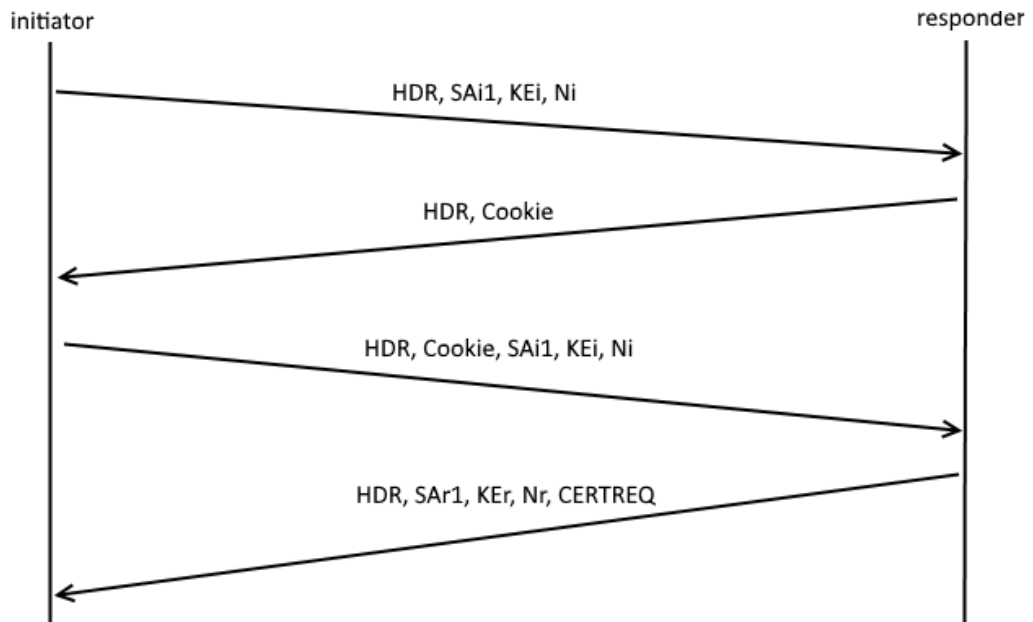 initiator
responder
HDR, SAi1, KEi, Ni
HDR, Cookie
HDR, Cookie, SAi1, KEi, Ni
HDR, SAr1, KEr, Nr, CERTREQ